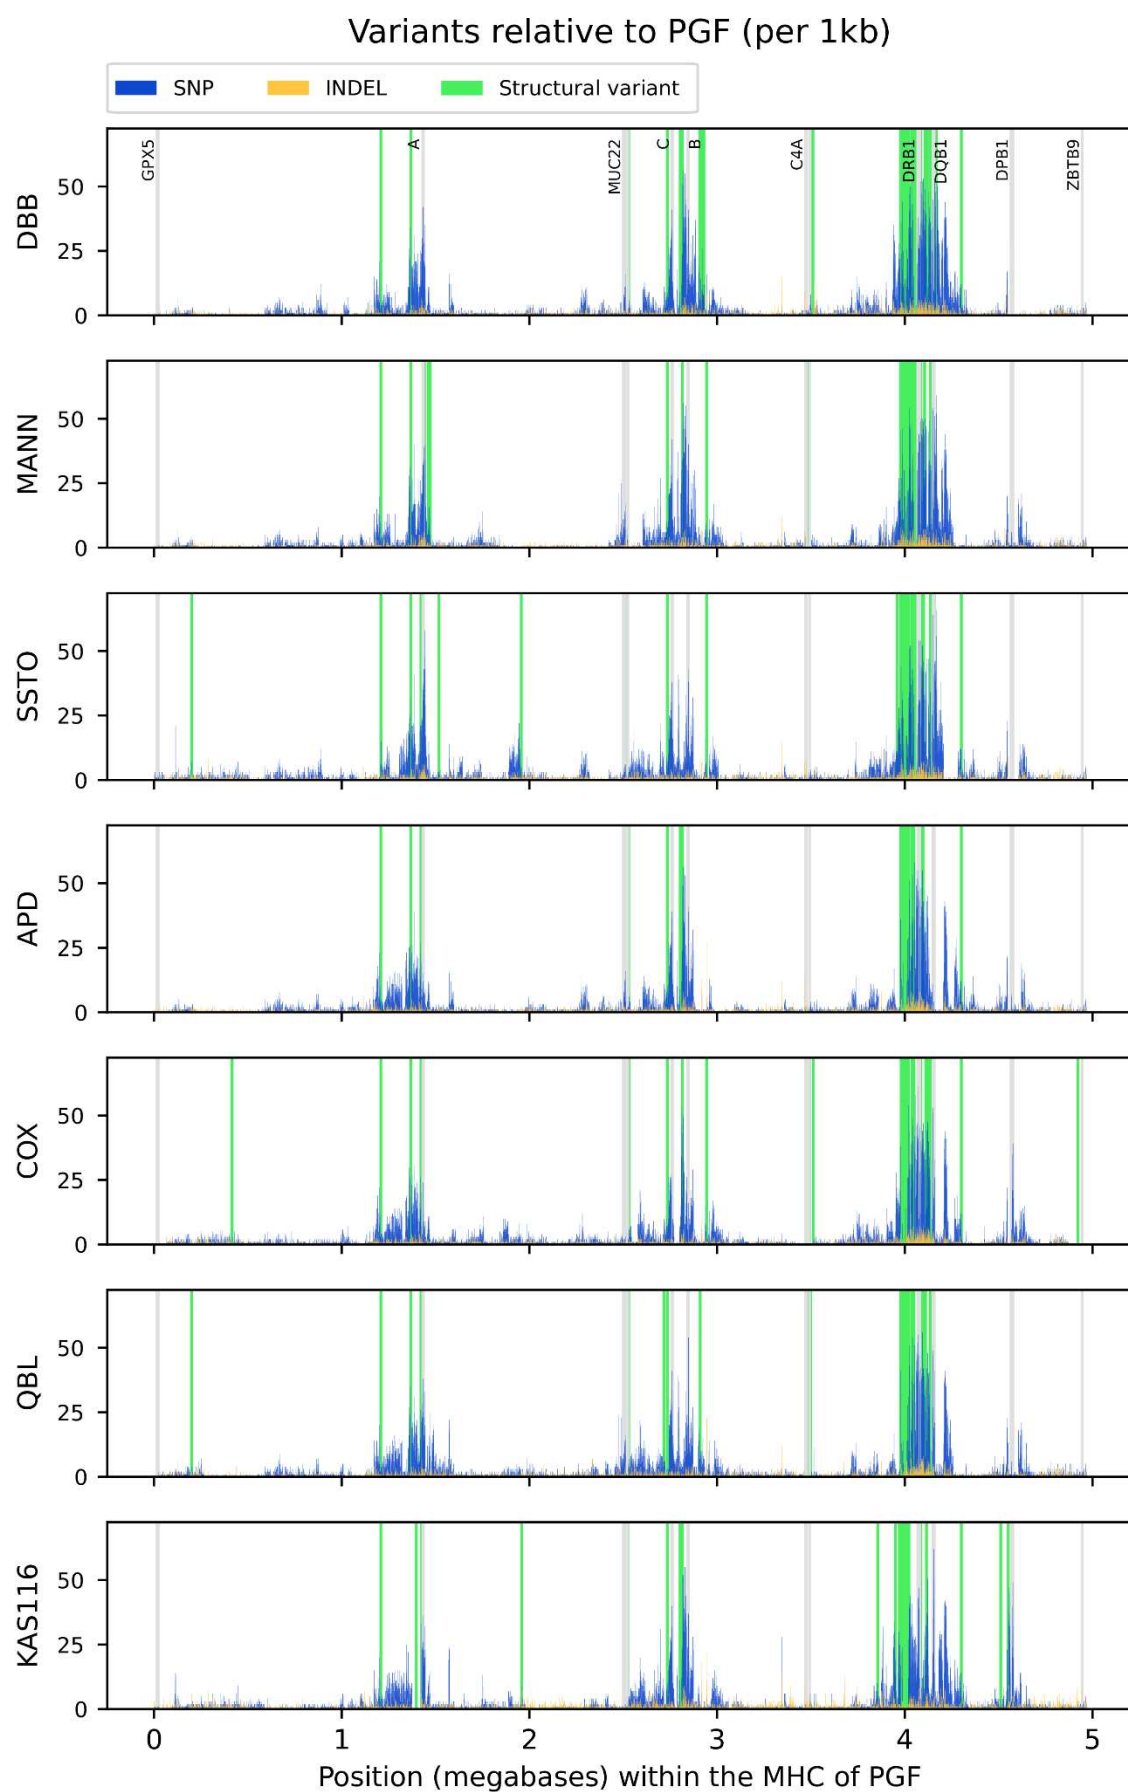 Variants relative to PGF (per 1kb)
SNP INDEL Structural variant
GPX5 A MUC22 C B C4A DRB1 DQB1 DPB1 ZBTB9
DBB
50
25
0
MANN
50
25
0
SSTO
50
25
0
APD
50
25
0
COX
50
25
0
QBL
50
25
0
KAS116
50
25
0
0 1 2 3 4 5
Position (megabases) within the MHC of PGF